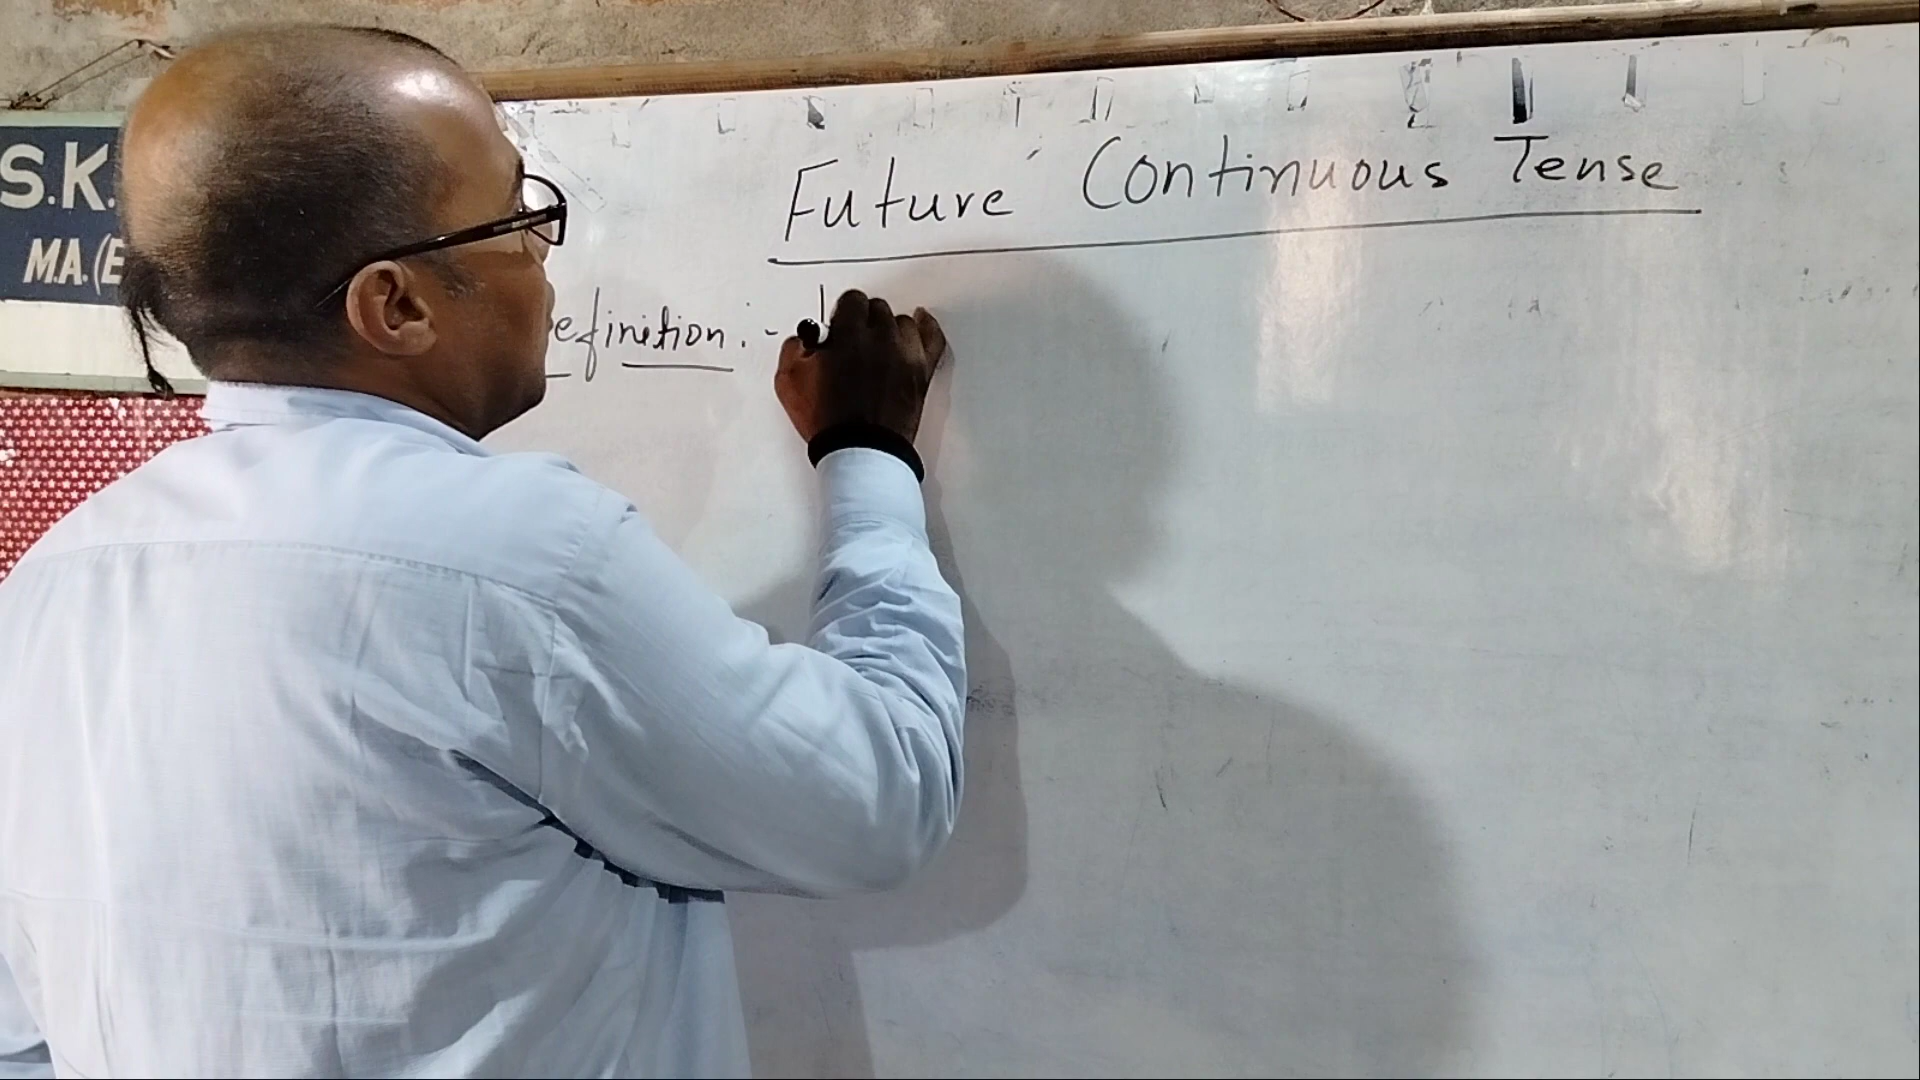 S.K.
M.A. (E
Future Continuous Tense
efinition :-